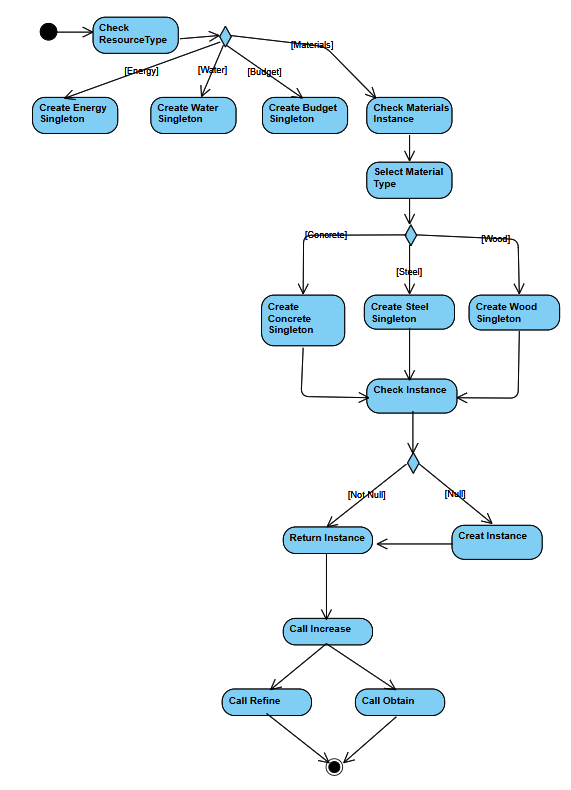 Check
ResourceType
[Materials]
[Energy]
[Water]
[Budget]
Create Energy
Singleton
Create Water
Singleton
Create Budget
Singleton
Check Materials
Instance
Select Material
Type
[Concrete]
[Wood]
[Steel]
Create
Concrete
Singleton
Create Steel
Singleton
Create Wood
Singleton
Check Instance
[Not Null]
[Null]
Return Instance
Creat Instance
Call Increase
Call Refine
Call Obtain